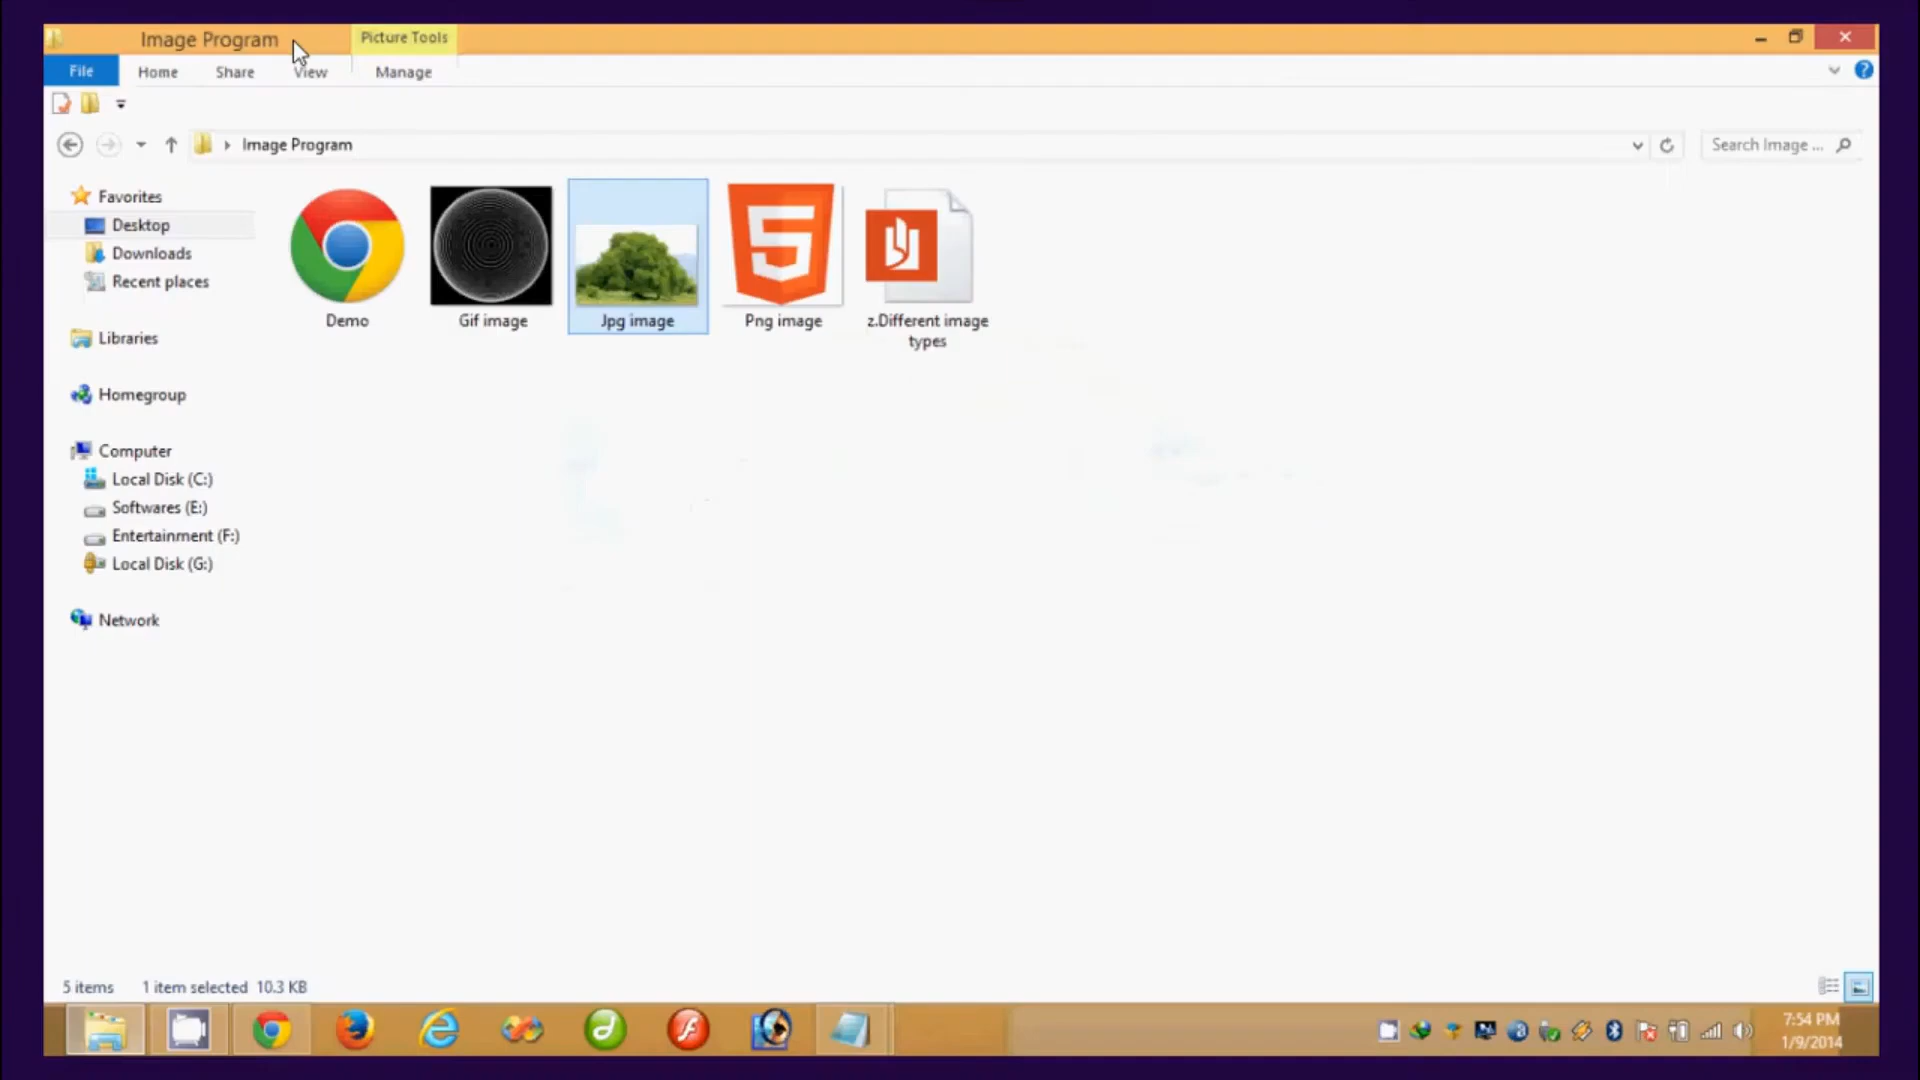 Image Program
Picture Tools
File
Home
Share
View
Manage
Image Program
Search Image ...
Favorites
Desktop
Downloads
Recent places
Libraries
Homegroup
Computer
Local Disk (C:)
Softwares (E:)
Entertainment (F:)
Local Disk (G:)
Network
Demo
Gif image
Jpg image
Png image
z.Different image
types
5 items
1 item selected 10.3 KB
7:54 PM
1/9/2014